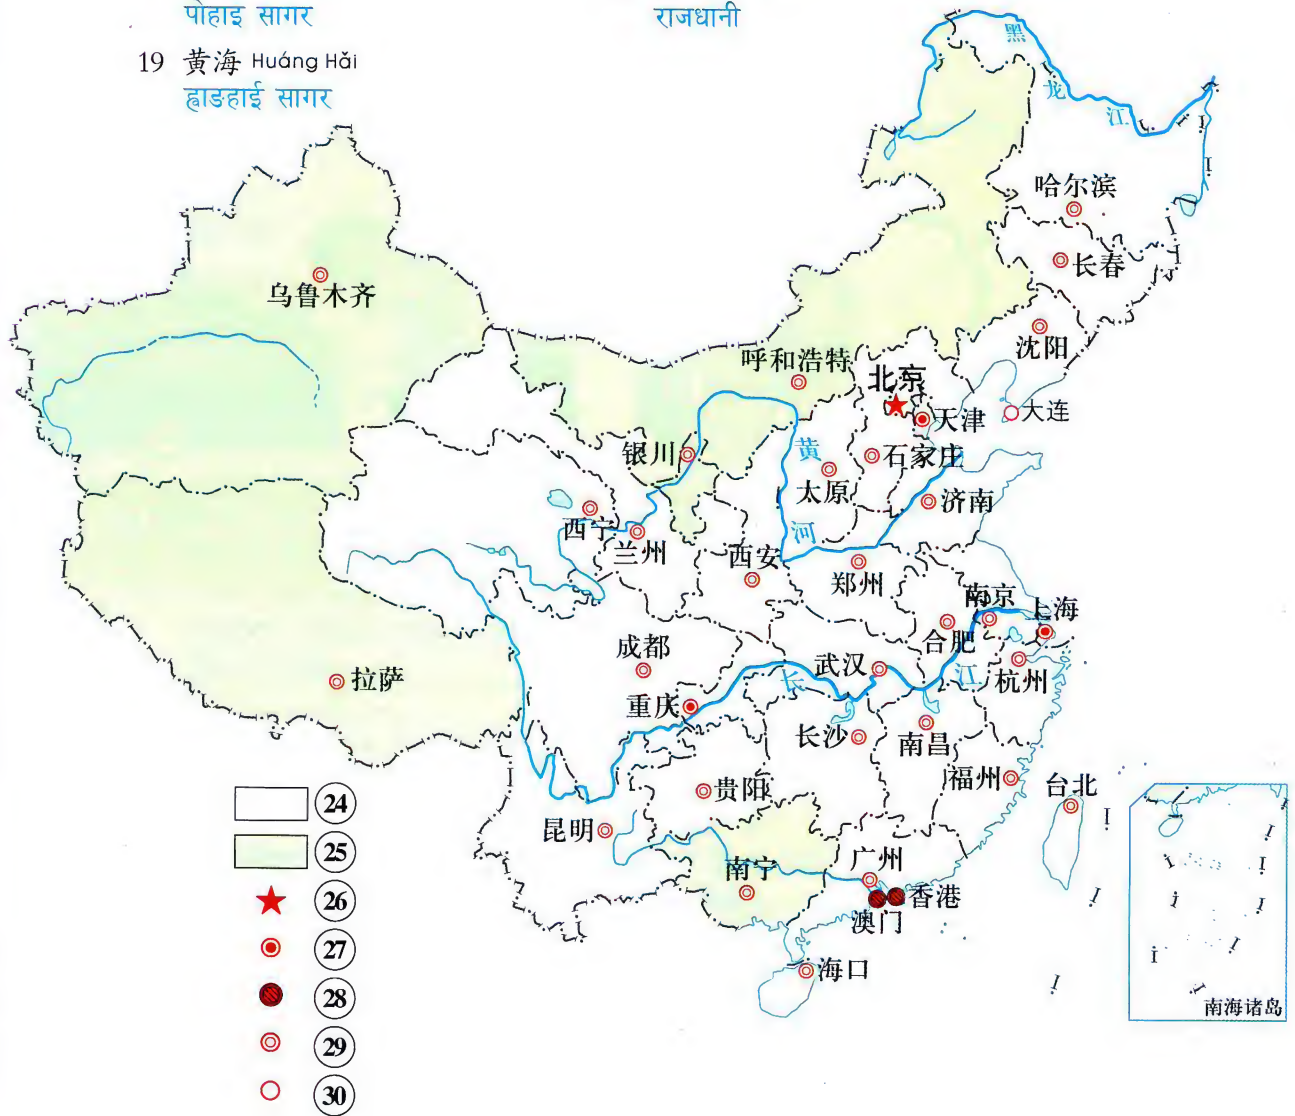 पोहाइ सागर
राजधानी
19 黄海 Huáng Hǎi
ह्वाङहाई सागर
黑
龙
江
哈尔滨
长春
乌鲁木齐
沈阳
呼和浩特
北京
大连
天津
银川
黄
石家庄
太原
济南
西宁
河
兰州
西安
郑州
南京
上海
合肥
成都
武汉
拉萨
长
江
杭州
重庆
长沙
南昌
福州
台北
贵阳
24
昆明
25
广州
南宁
26
香港
澳门
27
海口
28
南海诸岛
29
30